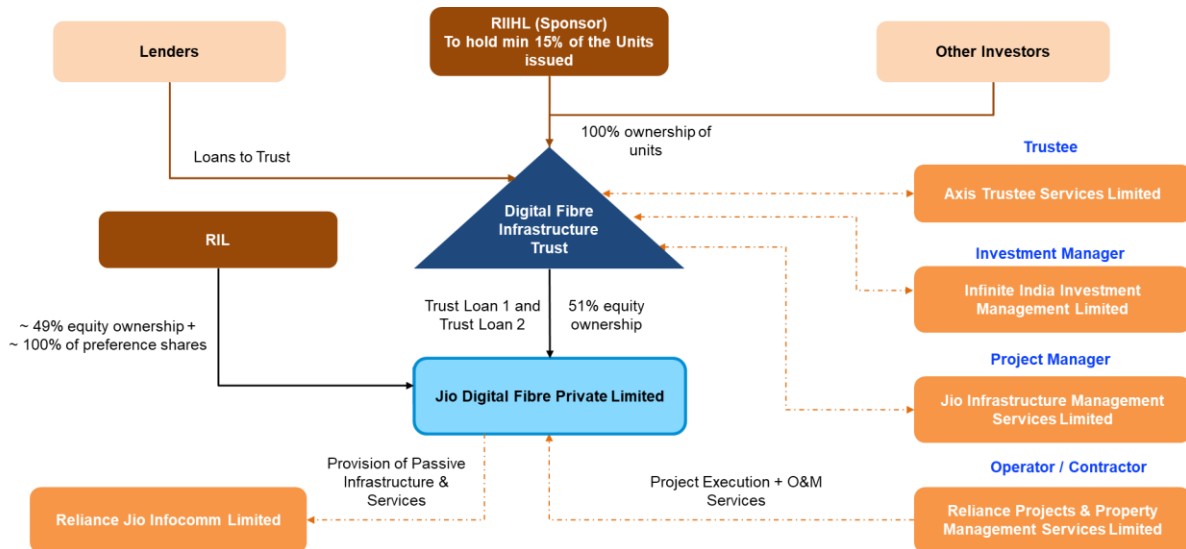 Lenders
RIIHL (Sponsor)
To hold min 15% of the Units
issued
Other Investors
Loans to Trust
100% ownership of
units
Trustee
Axis Trustee Services Limited
Digital Fibre
Infrastructure
Trust
RIL
Investment Manager
Infinite India Investment
Management Limited
~ 49% equity ownership +
~ 100% of preference shares
Trust Loan 1 and
Trust Loan 2
51% equity
ownership
Project Manager
Jio Infrastructure Management
Services Limited
Jio Digital Fibre Private Limited
Provision of Passive
Infrastructure &
Services
Project Execution + O&M
Services
Operator / Contractor
Reliance Projects & Property
Management Services Limited
Reliance Jio Infocomm Limited